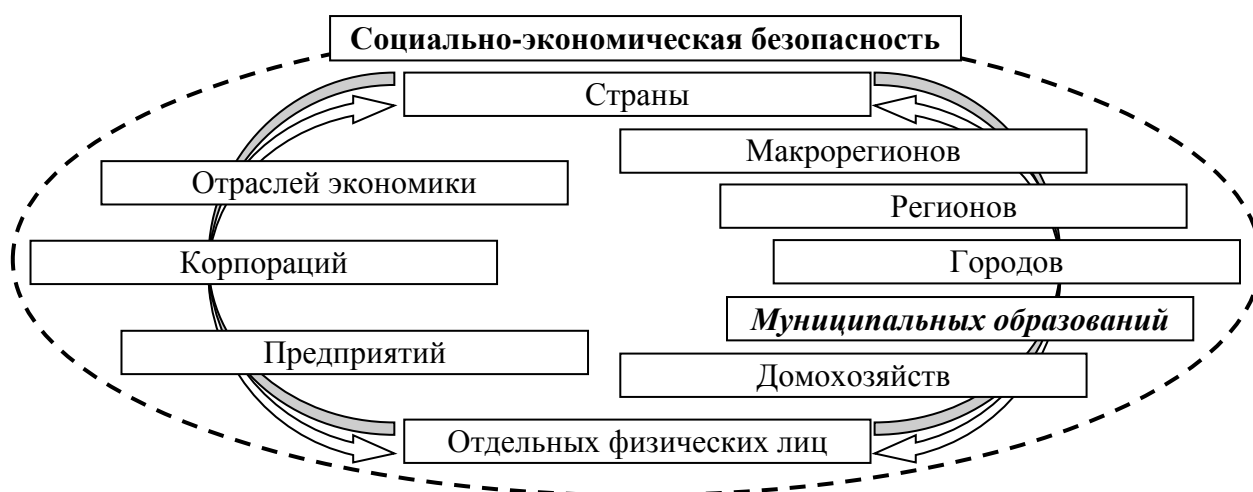 Социально-экономическая безопасность
Страны
Макрорегионов
Отраслей экономики
Регионов
Корпораций
Городов
Муниципальных образований
Предприятий
Домохозяйств
Отдельных физических лиц